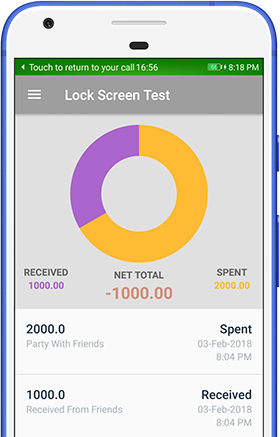 Touch to return to your call 16:56 8:18 PM
Lock Screen Test
RECEIVED NET TOTAL SPENT
1000.00 -1000.00 2000.00
2000.0 Spent
Party With Friends 03-Feb-2018
8:04 PM
1000.0 Received
Received From Friends 03-Feb-2018
8:04 PM